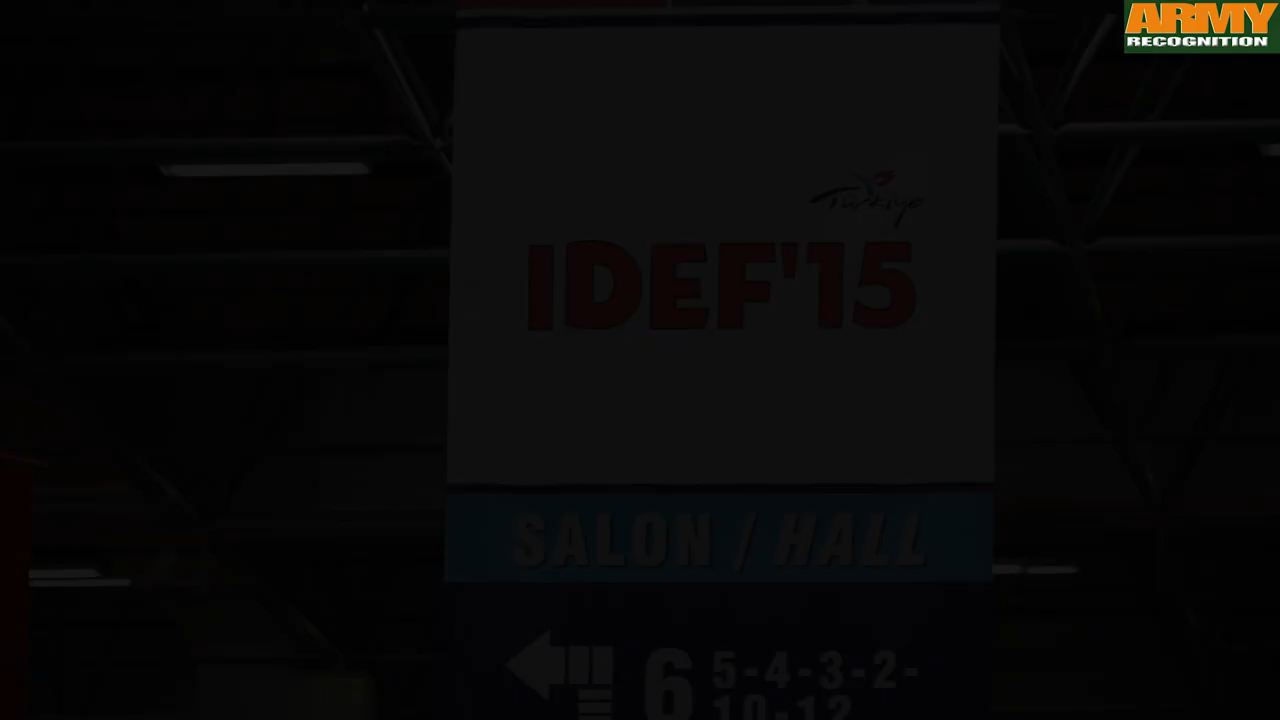 ARMY
RECOGNITION
Türkiye
IDEF'15
SALON / HALL
6 5-4-3-2-
10-12